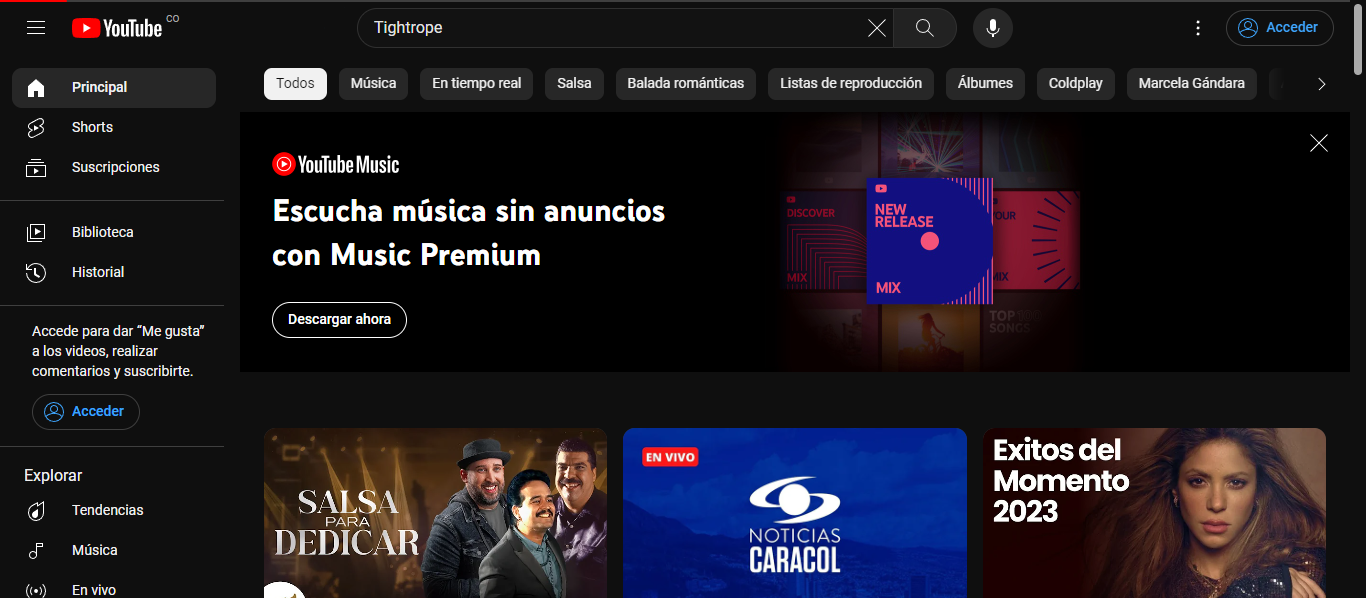 YouTube CO
Tightrope
Acceder
Principal
Shorts
Suscripciones
Biblioteca
Historial
Accede para dar “Me gusta”
a los videos, realizar
comentarios y suscribirte.
Acceder
Explorar
Tendencias
Música
En vivo
Todos
Música
En tiempo real
Salsa
Balada románticas
Listas de reproducción
Álbumes
Coldplay
Marcela Gándara
YouTube Music
Escucha música sin anuncios
con Music Premium
Descargar ahora
DISCOVER
MIX
NEW
RELEASE
MIX
YOUR
MIX
TOP 100
SONGS
SALSA
PARA
DEDICAR
EN VIVO
NOTICIAS
CARACOL
Exitos del
Momento
2023